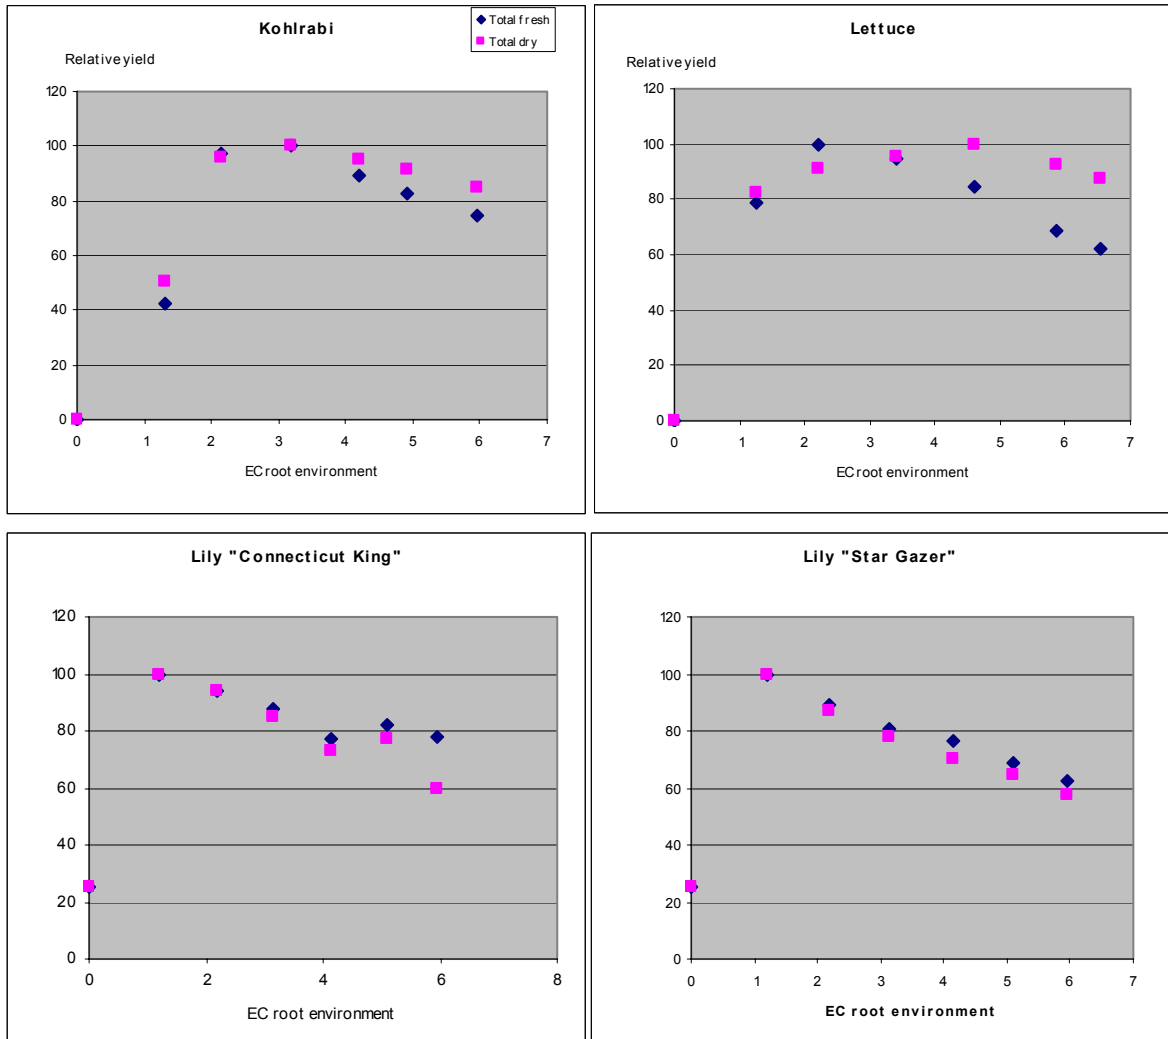 Kohlrabi
Total fresh
Total dry
Relative yield
120
100
80
60
40
20
0
0 1 2 3 4 5 6 7
EC root environment
Lettuce
Relative yield
120
100
80
60
40
20
0
0 1 2 3 4 5 6 7
EC root environment
Lily "Connecticut King"
120
100
80
60
40
20
0
0 2 4 6 8
EC root environment
Lily "Star Gazer"
120
100
80
60
40
20
0
0 1 2 3 4 5 6 7
EC root environment